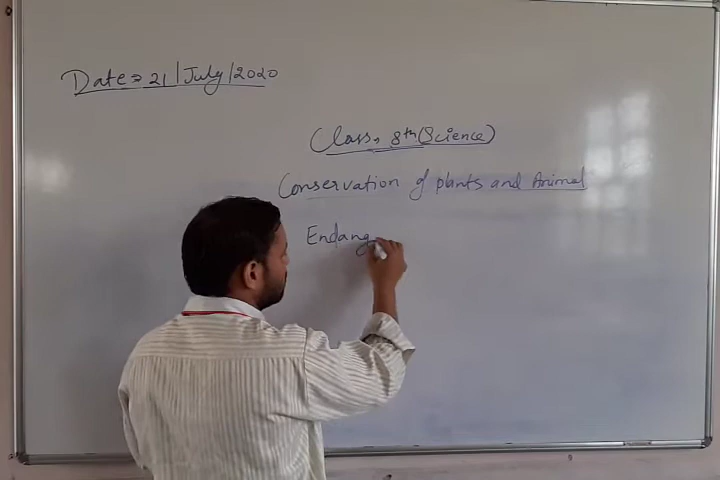 Date → 21/July/2020
Class → 8th (Science)
Conservation of plants and Animal
Endang